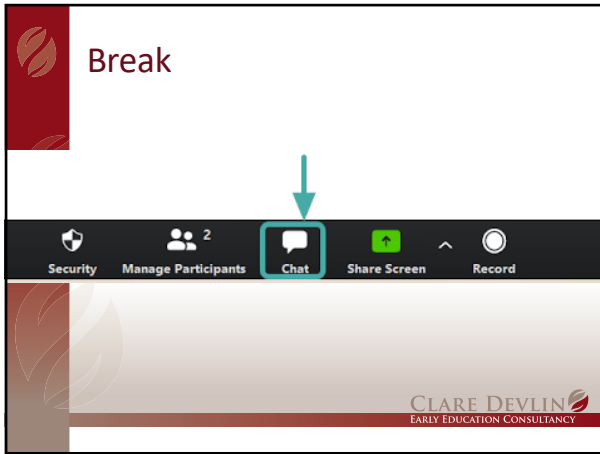 Break
2
Security Manage Participants Chat Share Screen Record
CLARE DEVLIN
EARLY EDUCATION CONSULTANCY